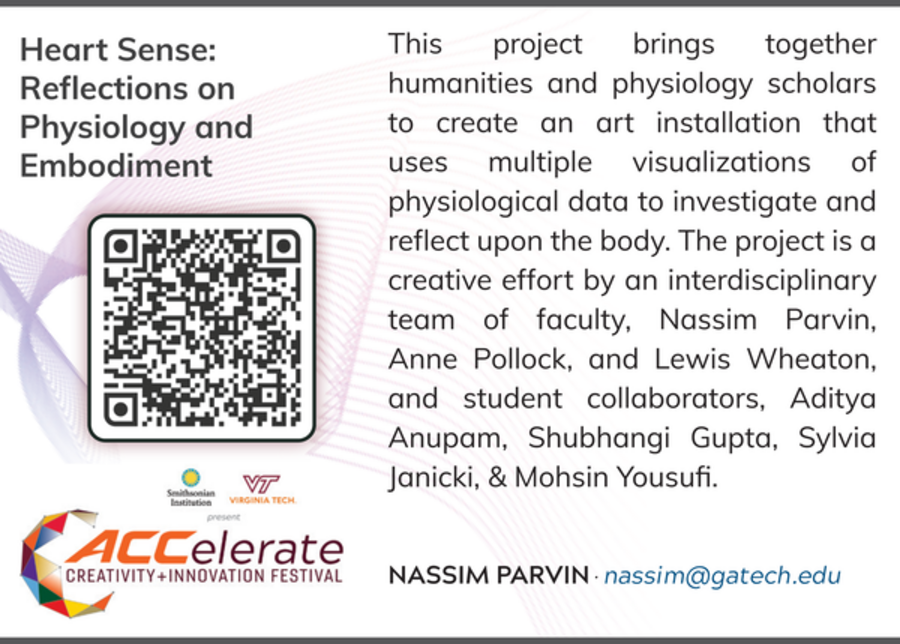 Heart Sense:
Reflections on
Physiology and
Embodiment
This project brings together
humanities and physiology scholars
to create an art installation that
uses multiple visualizations of
physiological data to investigate and
reflect upon the body. The project is a
creative effort by an interdisciplinary
team of faculty, Nassim Parvin,
Anne Pollock, and Lewis Wheaton,
and student collaborators, Aditya
Anupam, Shubhangi Gupta, Sylvia
Janicki, & Mohsin Yousufi.
Smithsonian
Institution
VT
VIRGINIA TECH.
present
ACCelerate
CREATIVITY+INNOVATION FESTIVAL
NASSIM PARVIN · nassim@gatech.edu